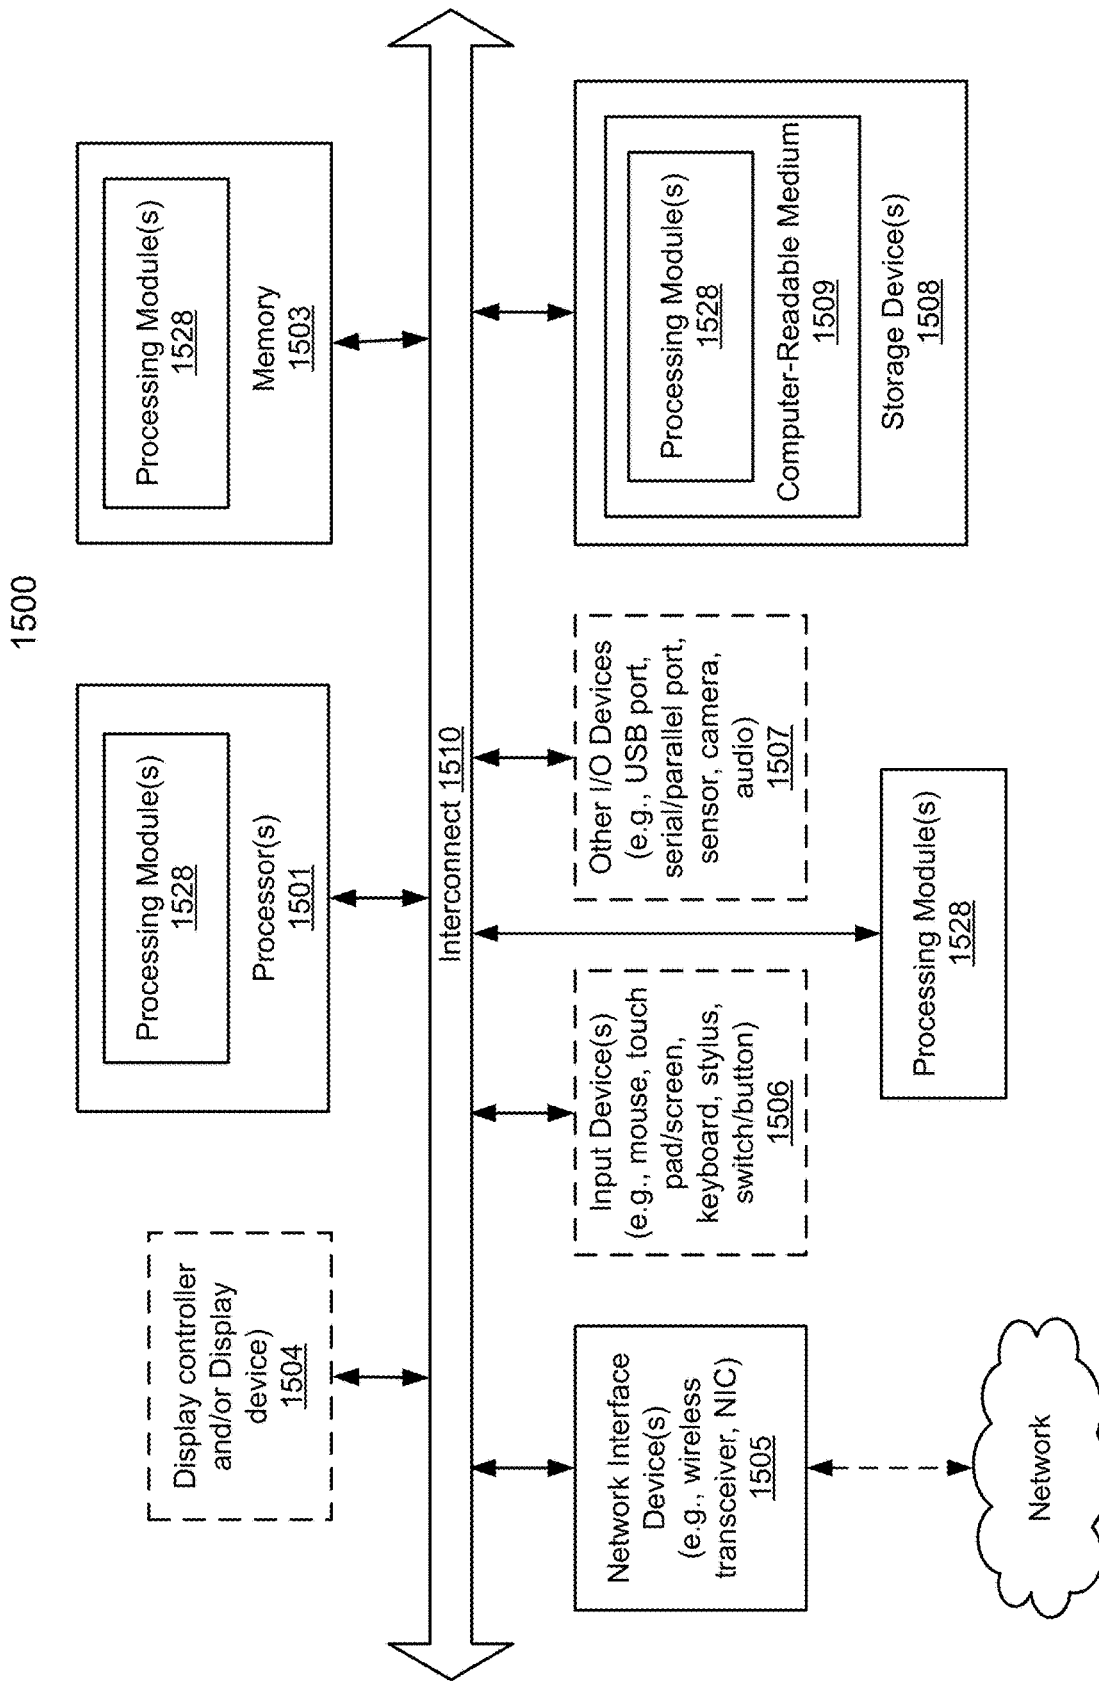 1500
Display controller
and/or Display
device)
1504
Processing Module(s)
1528
Processor(s)
1501
Processing Module(s)
1528
Memory
1503
Interconnect 1510
Network Interface
Device(s)
(e.g., wireless
transceiver, NIC)
1505
Input Device(s)
(e.g., mouse, touch
pad/screen,
keyboard, stylus,
switch/button)
1506
Other I/O Devices
(e.g., USB port,
serial/parallel port,
sensor, camera,
audio)
1507
Processing Module(s)
1528
Computer-Readable Medium
1509
Storage Device(s)
1508
Processing Module(s)
1528
Network